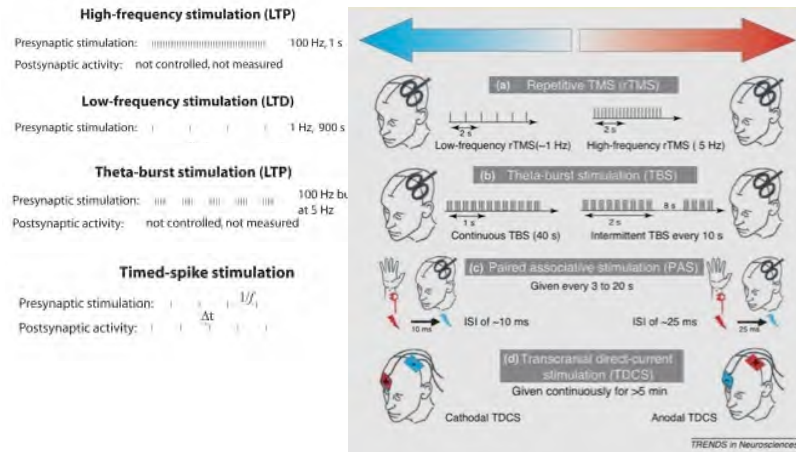 High-frequency stimulation (LTP)
Presynaptic stimulation: 100 Hz, 1 s
Postsynaptic activity: not controlled, not measured
Low-frequency stimulation (LTD)
Presynaptic stimulation: 1 Hz, 900 s
Theta-burst stimulation (LTP)
Presynaptic stimulation: 100 Hz bu
at 5 Hz
Postsynaptic activity: not controlled, not measured
Timed-spike stimulation
Presynaptic stimulation: 1/f
Δt
Postsynaptic activity:
(a) Repetitive TMS (rTMS)
2 s 2 s
Low-frequency rTMS(~1 Hz) High-frequency rTMS ( 5 Hz)
(b) Theta-burst stimulation (TBS)
1 s 2 s 8 s
Continuous TBS (40 s) Intermittent TBS every 10 s
(c) Paired associative stimulation (PAS)
Given every 3 to 20 s
ISI of ~10 ms ISI of ~25 ms
10 ms 25 ms
(d) Transcranial direct-current
stimulation (TDCS)
Given continuously for >5 min
Cathodal TDCS Anodal TDCS
TRENDS in Neurosciences